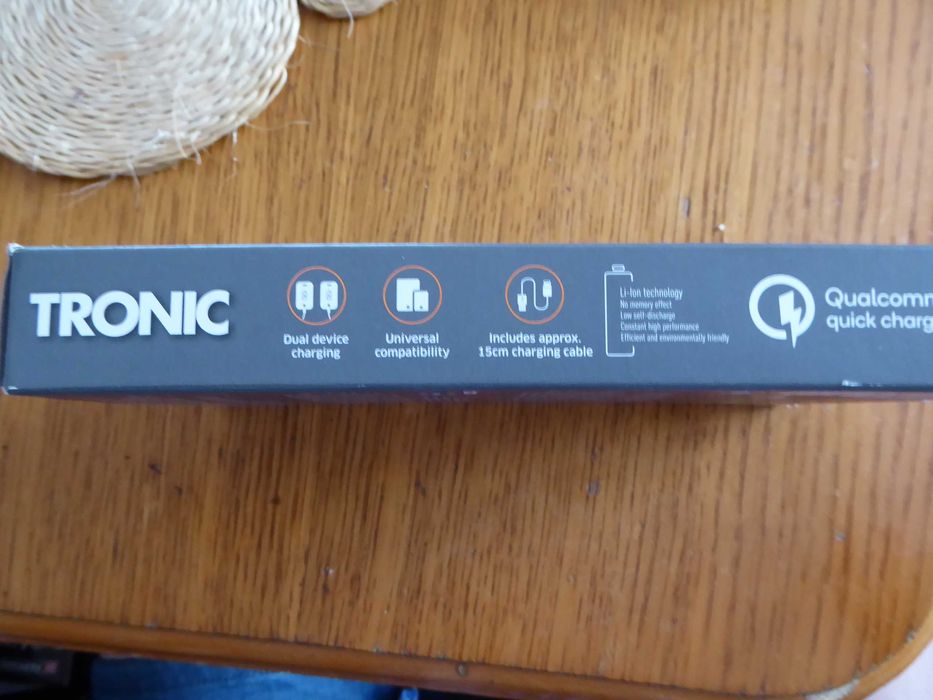 TRONIC
Dual device
charging
Universal
compatibility
Includes approx.
15cm charging cable
Li-Ion technology
No memory effect
Low self-discharge
Constant high performance
Efficient and environmentally friendly
Qualcomm
quick charg